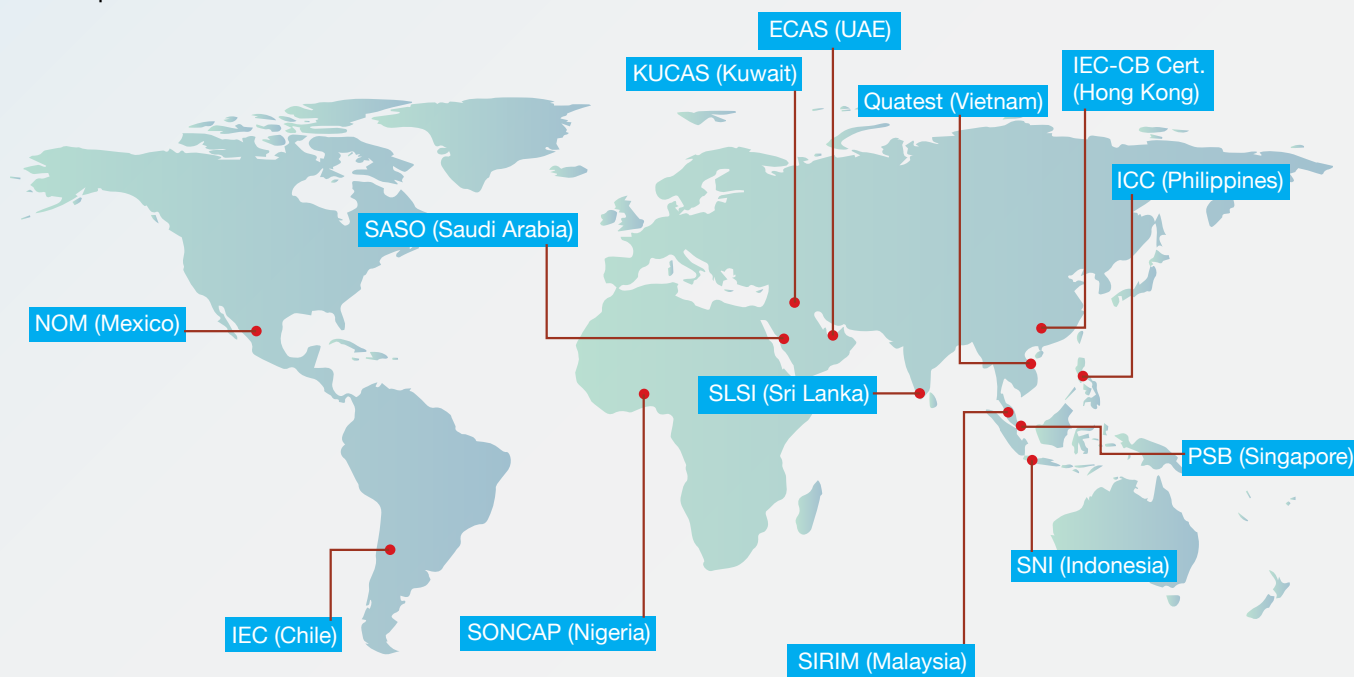 ECAS (UAE)
KUCAS (Kuwait)
IEC-CB Cert.
(Hong Kong)
Quatest (Vietnam)
ICC (Philippines)
SASO (Saudi Arabia)
NOM (Mexico)
SLSI (Sri Lanka)
PSB (Singapore)
SNI (Indonesia)
IEC (Chile)
SONCAP (Nigeria)
SIRIM (Malaysia)